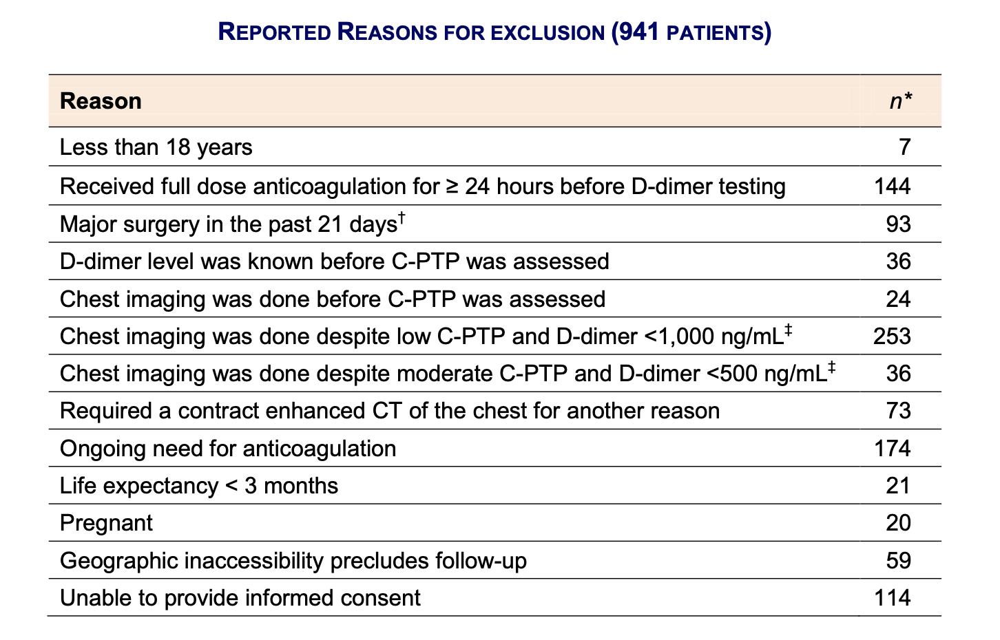 REPORTED REASONS FOR EXCLUSION (941 PATIENTS)
Reason n*
Less than 18 years 7
Received full dose anticoagulation for ≥ 24 hours before D-dimer testing 144
Major surgery in the past 21 days† 93
D-dimer level was known before C-PTP was assessed 36
Chest imaging was done before C-PTP was assessed 24
Chest imaging was done despite low C-PTP and D-dimer <1,000 ng/mL‡ 253
Chest imaging was done despite moderate C-PTP and D-dimer <500 ng/mL‡ 36
Required a contract enhanced CT of the chest for another reason 73
Ongoing need for anticoagulation 174
Life expectancy < 3 months 21
Pregnant 20
Geographic inaccessibility precludes follow-up 59
Unable to provide informed consent 114